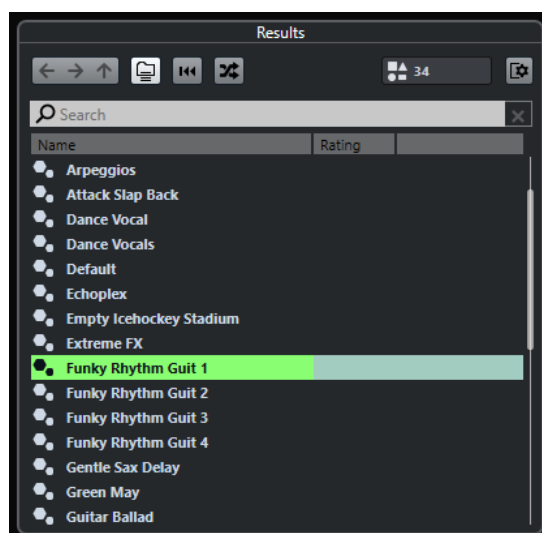 Results
34
Search
Name Rating
Arpeggios
Attack Slap Back
Dance Vocal
Dance Vocals
Default
Echoplex
Empty Icehockey Stadium
Extreme FX
Funky Rhythm Guit 1
Funky Rhythm Guit 2
Funky Rhythm Guit 3
Funky Rhythm Guit 4
Gentle Sax Delay
Green May
Guitar Ballad